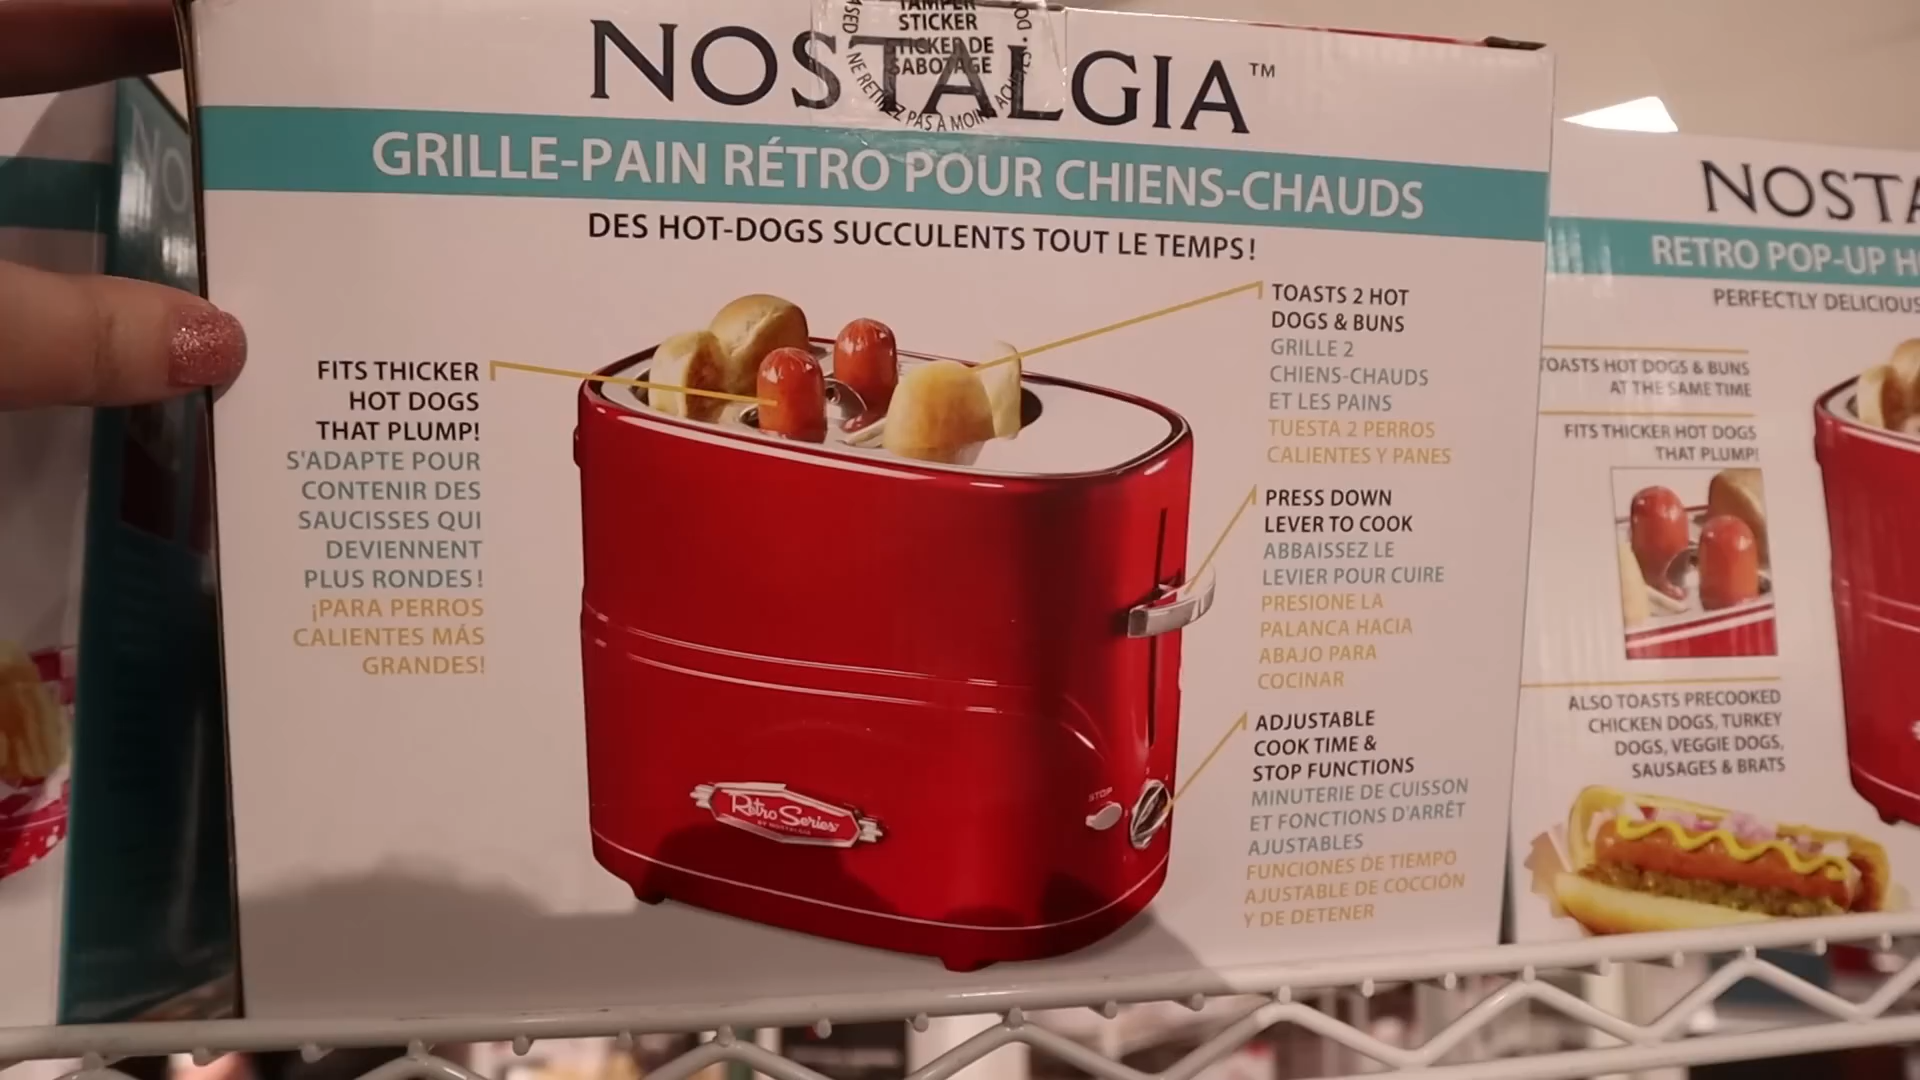 NOSTALGIA™
TAMPER
STICKER
STICKER DE
SABOTAGE
NE RETIREZ PAS À MOINS
GRILLE-PAIN RÉTRO POUR CHIENS-CHAUDS
DES HOT-DOGS SUCCULENTS TOUT LE TEMPS!
FITS THICKER
HOT DOGS
THAT PLUMP!
S'ADAPTE POUR
CONTENIR DES
SAUCISSES QUI
DEVIENNENT
PLUS RONDES!
¡PARA PERROS
CALIENTES MÁS
GRANDES!
TOASTS 2 HOT
DOGS & BUNS
GRILLE 2
CHIENS-CHAUDS
ET LES PAINS
TUESTA 2 PERROS
CALIENTES Y PANES
PRESS DOWN
LEVER TO COOK
ABBAISSEZ LE
LEVIER POUR CUIRE
PRESIONE LA
PALANCA HACIA
ABAJO PARA
COCINAR
ADJUSTABLE
COOK TIME &
STOP FUNCTIONS
MINUTERIE DE CUISSON
ET FONCTIONS D'ARRÊT
AJUSTABLES
FUNCIONES DE TIEMPO
AJUSTABLE DE COCCIÓN
Y DE DETENER
STOP
Retro Series
BY NOSTALGIA
NO
NOSTA
RETRO POP-UP H
PERFECTLY DELICIOUS
TOASTS HOT DOGS & BUNS
AT THE SAME TIME
FITS THICKER HOT DOGS
THAT PLUMP!
ALSO TOASTS PRECOOKED
CHICKEN DOGS, TURKEY
DOGS, VEGGIE DOGS,
SAUSAGES & BRATS